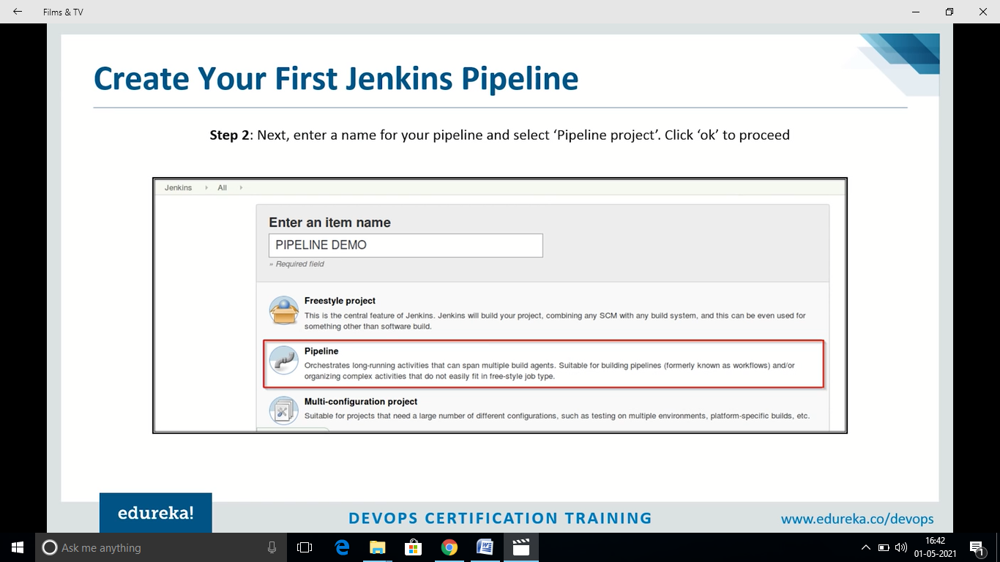 Films & TV
Create Your First Jenkins Pipeline
Step 2: Next, enter a name for your pipeline and select ‘Pipeline project’. Click ‘ok’ to proceed
Jenkins All
Enter an item name
PIPELINE DEMO
» Required field
Freestyle project
This is the central feature of Jenkins. Jenkins will build your project, combining any SCM with any build system, and this can be even used for
something other than software build.
Pipeline
Orchestrates long-running activities that can span multiple build agents. Suitable for building pipelines (formerly known as workflows) and/or
organizing complex activities that do not easily fit in free-style job type.
Multi-configuration project
Suitable for projects that need a large number of different configurations, such as testing on multiple environments, platform-specific builds, etc.
edureka!
DEVOPS CERTIFICATION TRAINING
www.edureka.co/devops
Ask me anything
16:42
01-05-2021
1